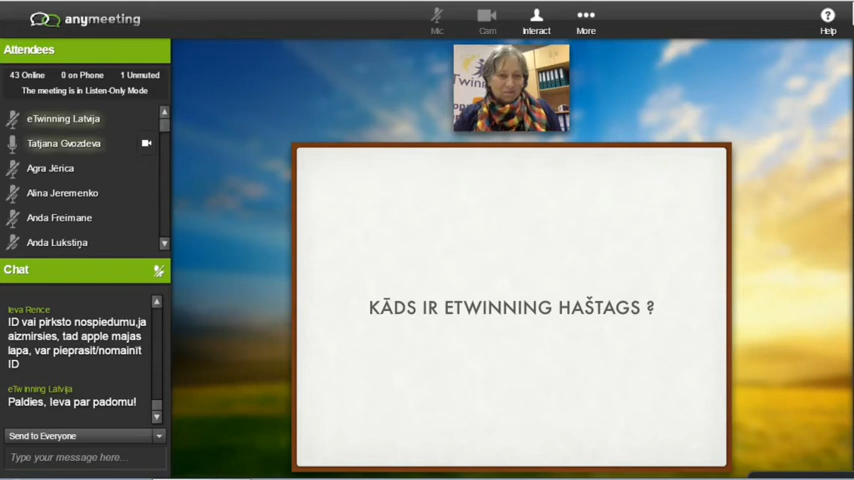 anymeeting
Mic
Cam
Interact
More
Help
Attendees
43 Online 0 on Phone 1 Unmuted
The meeting is in Listen-Only Mode
eTwinning Latvija
Tatjana Gvozdeva
Agra Jērica
Alina Jeremenko
Anda Freimane
Anda Lukstiņa
Chat
Ieva Rence
ID vai pirksto nospiedumu,ja
aizmirsies, tad apple majas
lapa, var pieprasit/nomainīt
ID
eTwinning Latvija
Paldies, Ieva par padomu!
Send to Everyone
Type your message here...
KĀDS IR ETWINNING HAŠTAGS ?